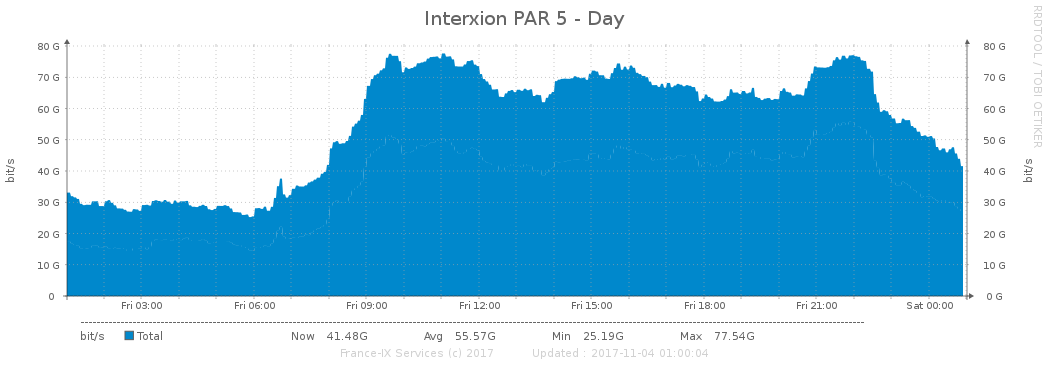 Interxion PAR 5 - Day
RRDTOOL / TOBI OETIKER
bit/s
80 G
70 G
60 G
50 G
40 G
30 G
20 G
10 G
0
80 G
70 G
60 G
50 G
40 G
30 G
20 G
10 G
0 G
bit/s
Fri 03:00 Fri 06:00 Fri 09:00 Fri 12:00 Fri 15:00 Fri 18:00 Fri 21:00 Sat 00:00
bit/s Total Now 41.48G Avg 55.57G Min 25.19G Max 77.54G
France-IX Services (c) 2017 Updated : 2017-11-04 01:00:04